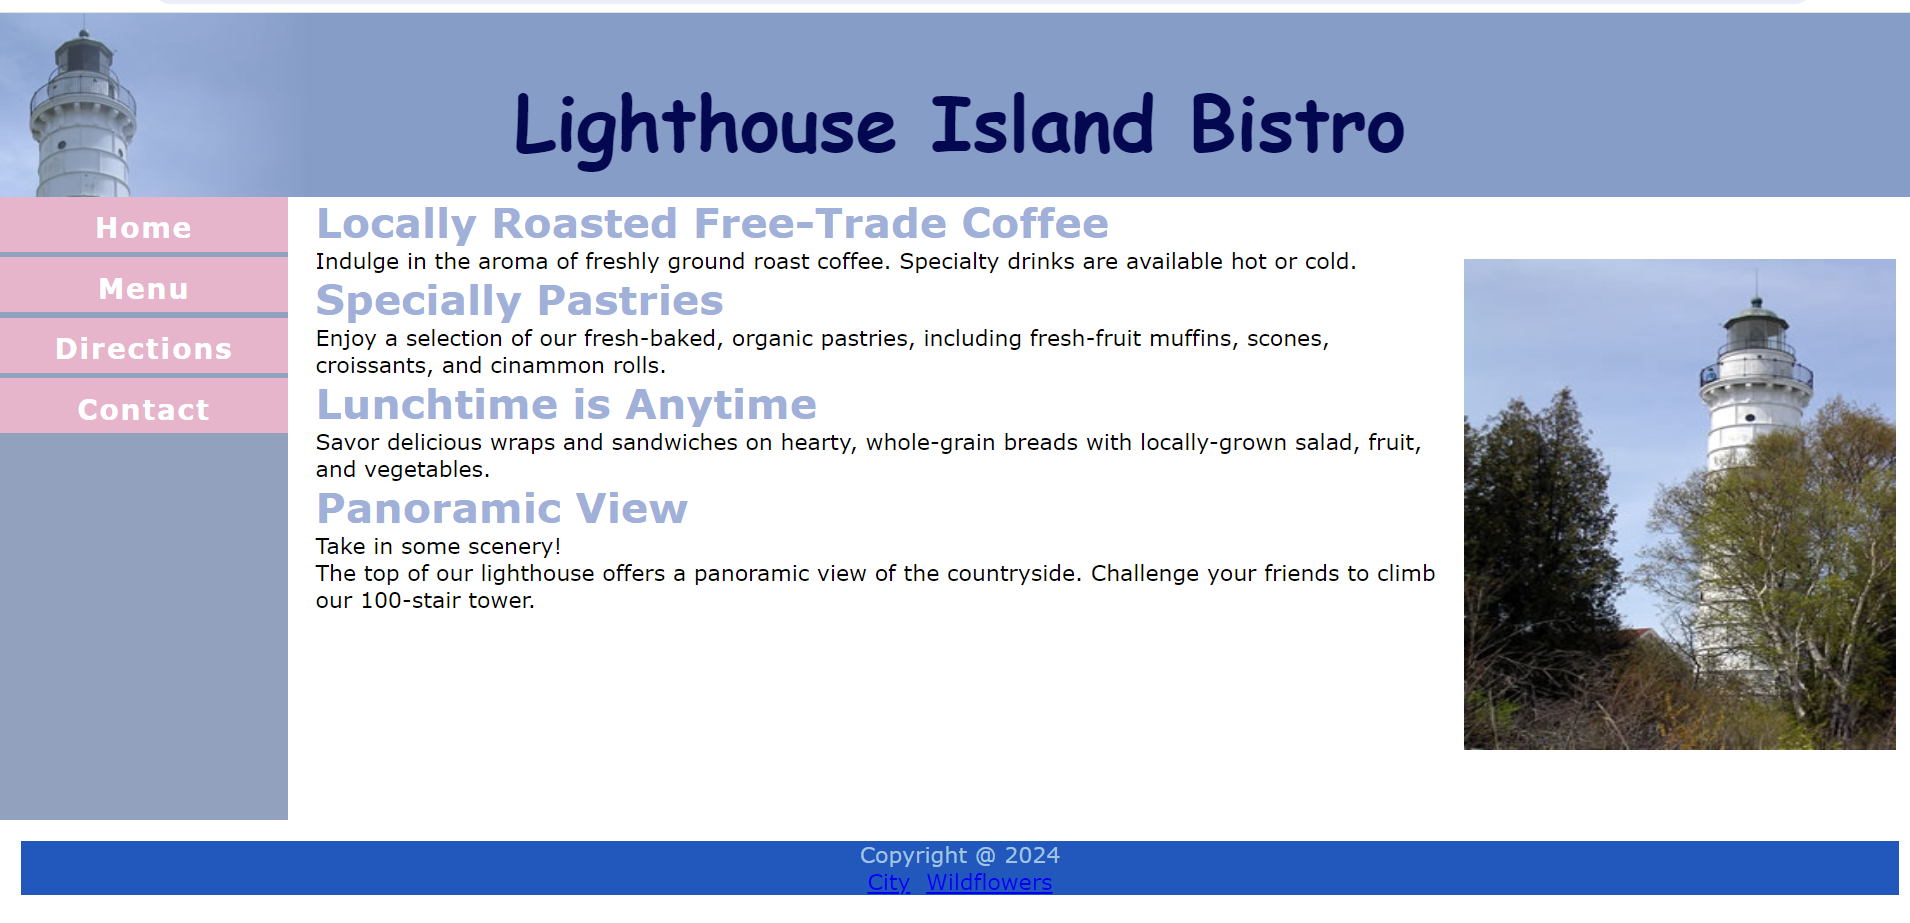 Lighthouse Island Bistro
Home
Menu
Directions
Contact
Locally Roasted Free-Trade Coffee
Indulge in the aroma of freshly ground roast coffee. Specialty drinks are available hot or cold.
Specially Pastries
Enjoy a selection of our fresh-baked, organic pastries, including fresh-fruit muffins, scones,
croissants, and cinammon rolls.
Lunchtime is Anytime
Savor delicious wraps and sandwiches on hearty, whole-grain breads with locally-grown salad, fruit,
and vegetables.
Panoramic View
Take in some scenery!
The top of our lighthouse offers a panoramic view of the countryside. Challenge your friends to climb
our 100-stair tower.
Copyright @ 2024
City Wildflowers